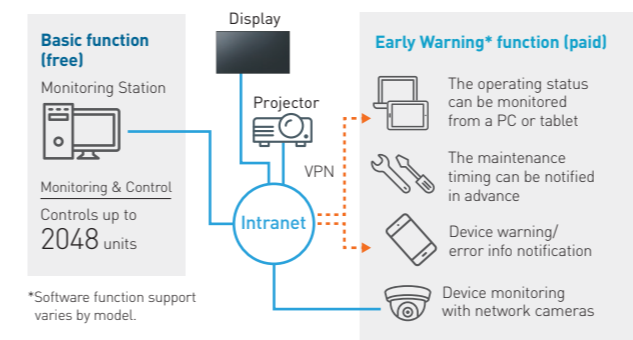 Basic function
(free)
Monitoring Station
Monitoring & Control
Controls up to
2048 units
*Software function support
varies by model.
Display
Projector
VPN
Intranet
Early Warning* function (paid)
The operating status
can be monitored
from a PC or tablet
The maintenance
timing can be notified
in advance
Device warning/
error info notification
Device monitoring
with network cameras